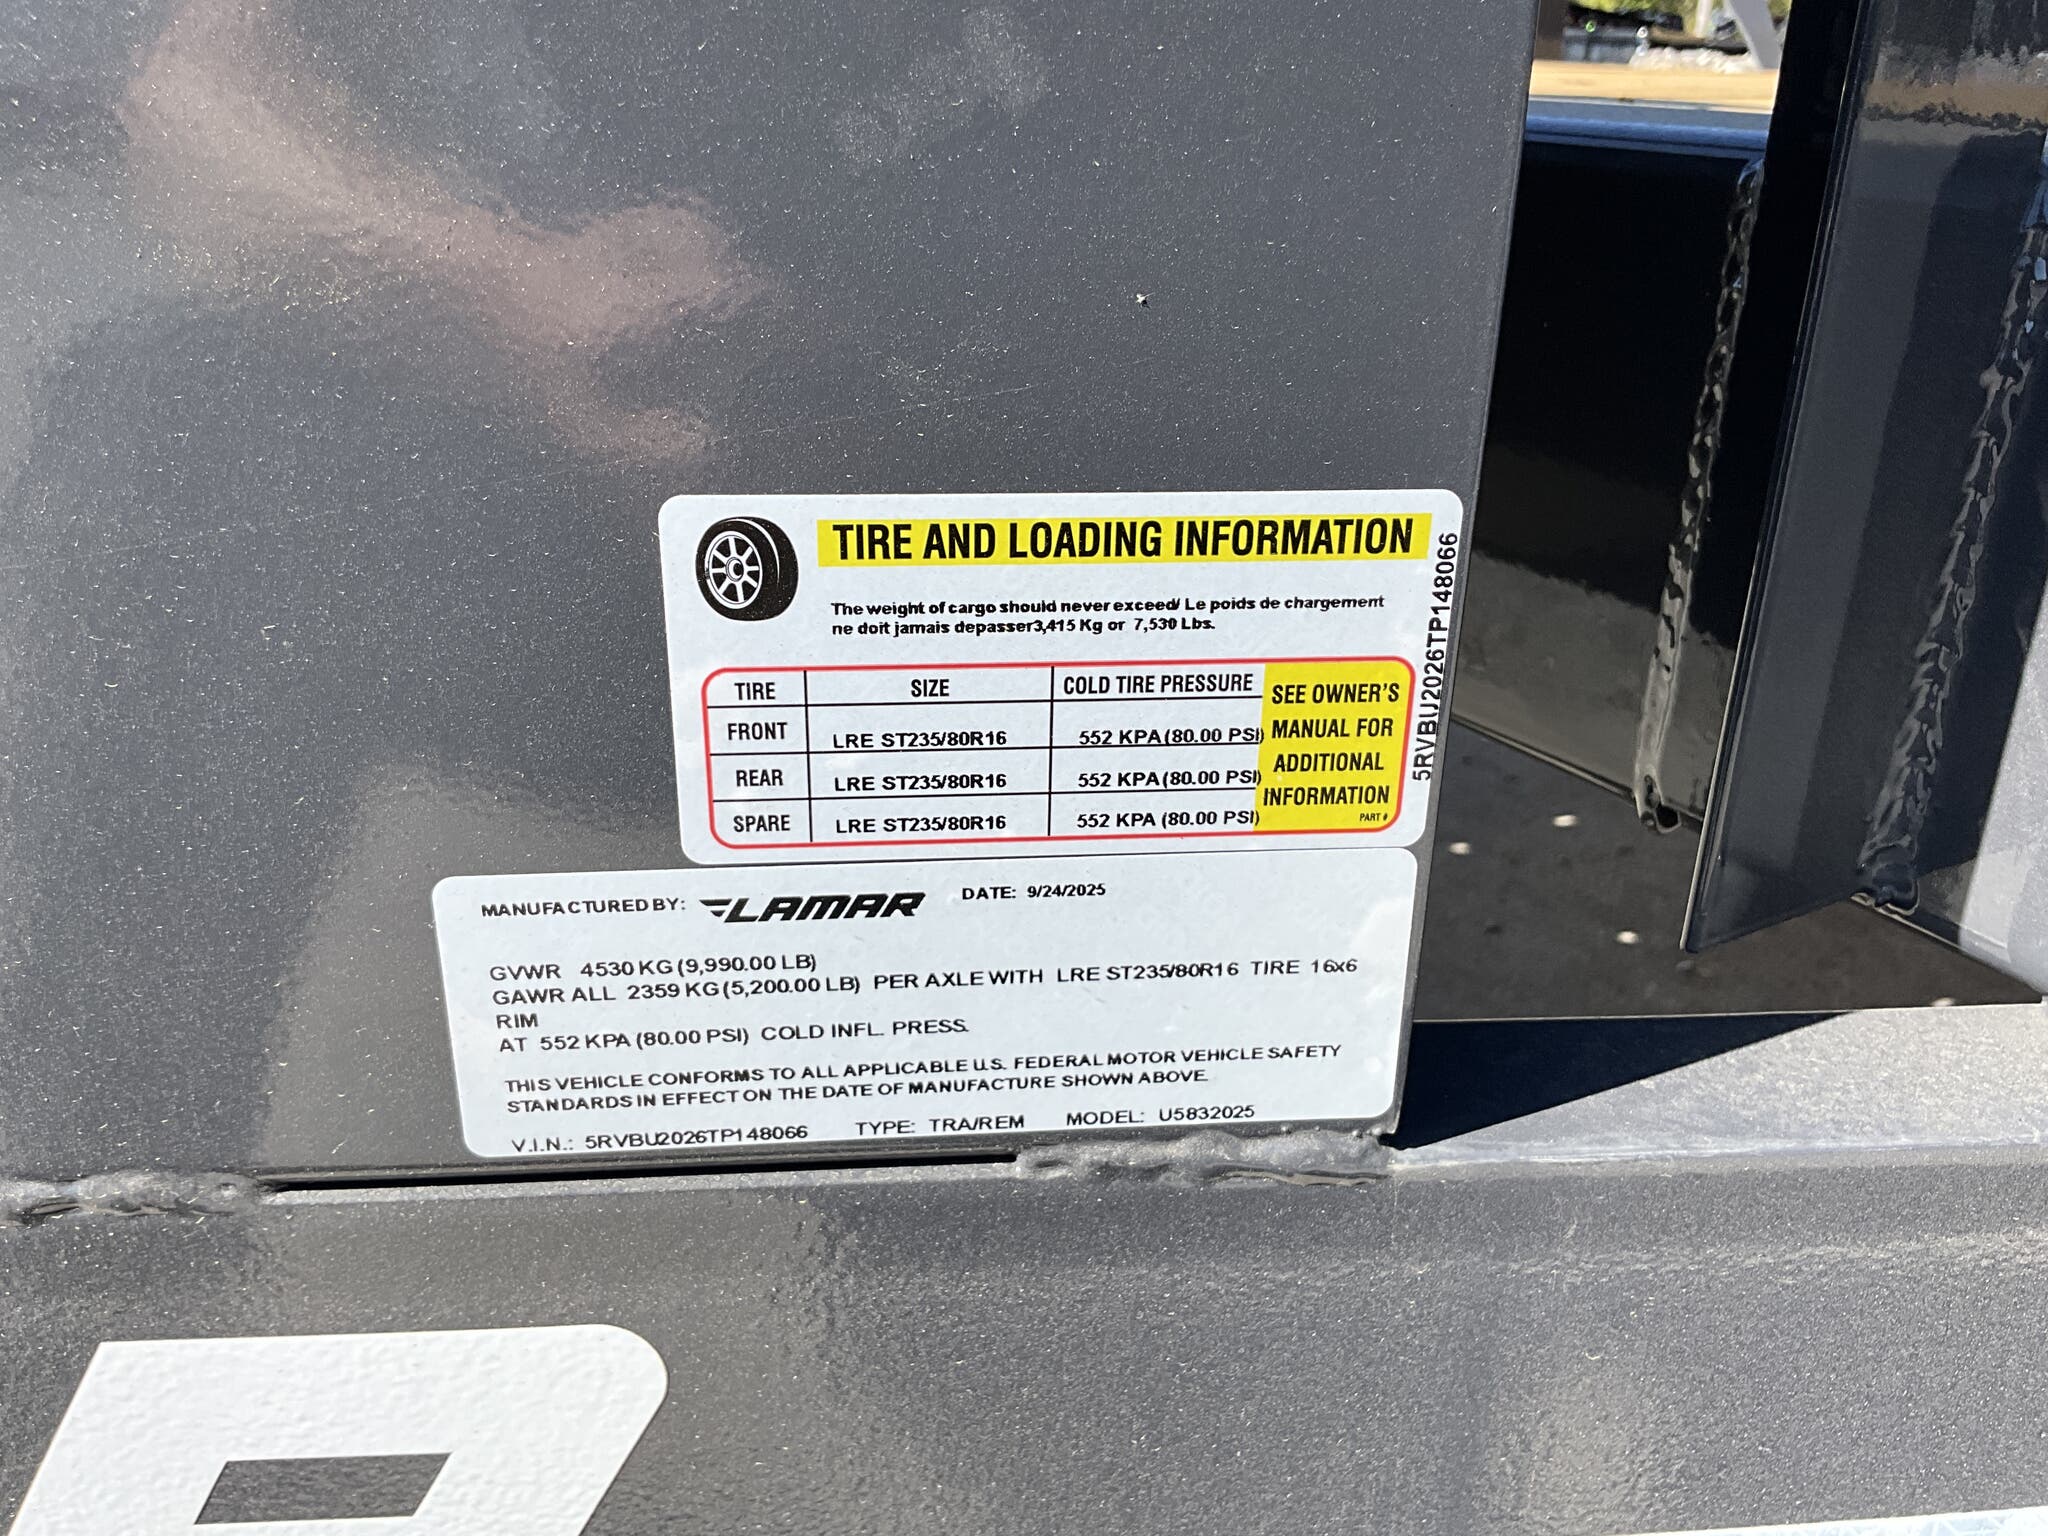 TIRE AND LOADING INFORMATION
The weight of cargo should never exceed/ Le poids de chargement
ne doit jamais depasser3,415 Kg or 7,530 Lbs.
TIRE SIZE COLD TIRE PRESSURE
FRONT LRE ST235/80R16 552 KPA (80.00 PSI)
REAR LRE ST235/80R16 552 KPA (80.00 PSI)
SPARE LRE ST235/80R16 552 KPA (80.00 PSI)
SEE OWNER'S
MANUAL FOR
ADDITIONAL
INFORMATION
PART #
5RVBU2026TP148066
MANUFACTURED BY: LAMAR DATE: 9/24/2025
GVWR 4530 KG (9,990.00 LB)
GAWR ALL 2359 KG (5,200.00 LB) PER AXLE WITH LRE ST235/80R16 TIRE 16x6
RIM
AT 552 KPA (80.00 PSI) COLD INFL. PRESS.
THIS VEHICLE CONFORMS TO ALL APPLICABLE U.S. FEDERAL MOTOR VEHICLE SAFETY
STANDARDS IN EFFECT ON THE DATE OF MANUFACTURE SHOWN ABOVE.
V.I.N.: 5RVBU2026TP148066 TYPE: TRA/REM MODEL: U5832025